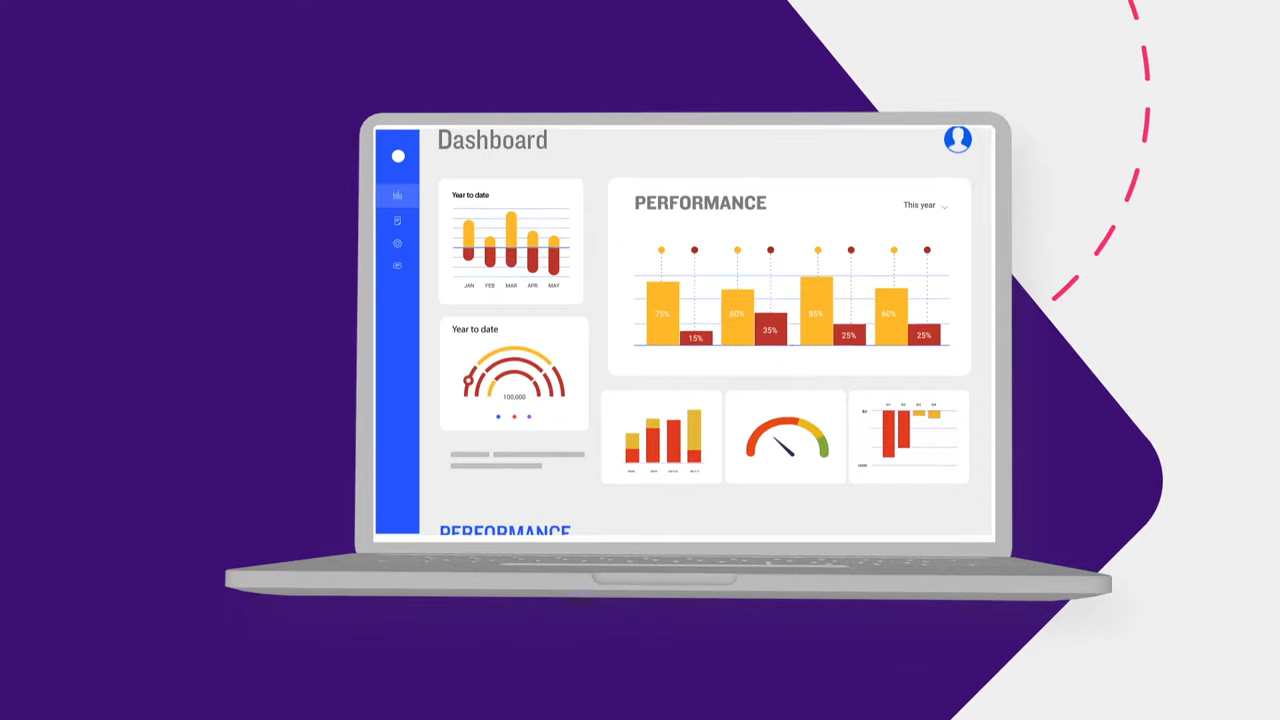 Dashboard
Year to date
JAN FEB MAR APR MAY
Year to date
100,000
PERFORMANCE
This year
75% 15% 60% 35% 85% 25% 60% 25%
PERFORMANCE